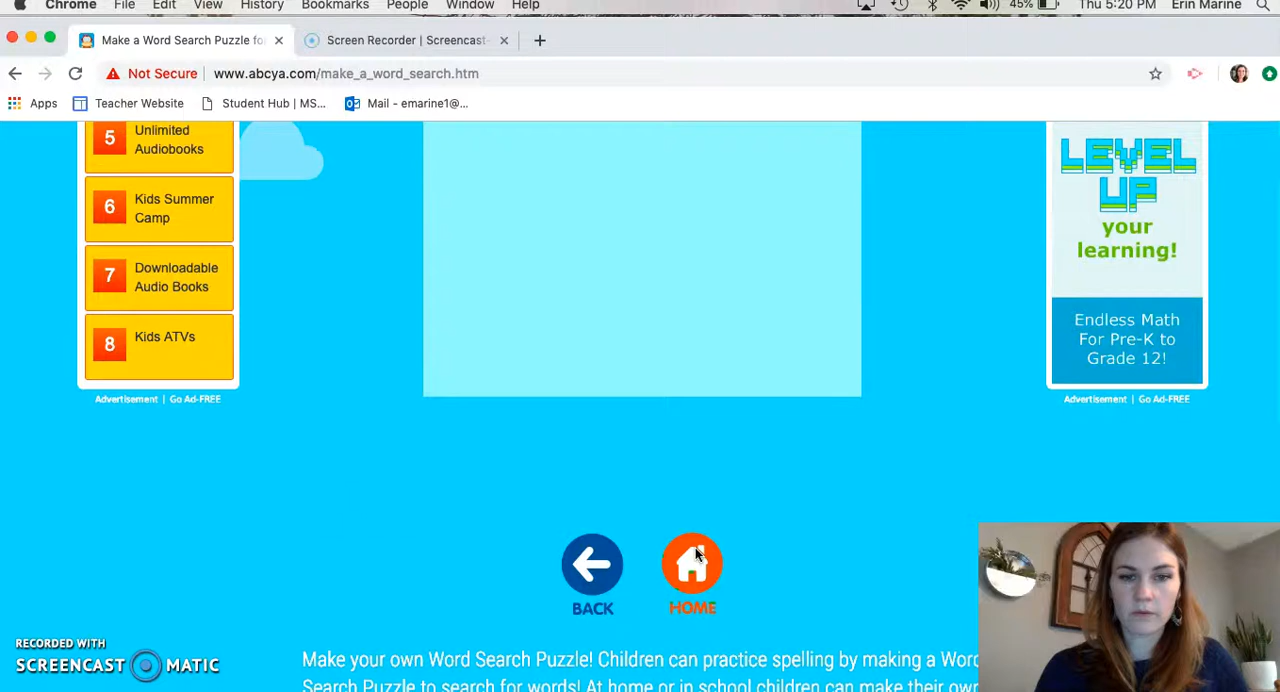 Chrome File Edit View History Bookmarks People Window Help 45% Thu 5:20 PM Erin Marine
Make a Word Search Puzzle fo
Screen Recorder | Screencast-
Not Secure www.abcya.com/make_a_word_search.htm
Apps Teacher Website Student Hub | MS... Mail - emarine1@...
5 Unlimited
Audiobooks
6 Kids Summer
Camp
7 Downloadable
Audio Books
8 Kids ATVs
Advertisement | Go Ad-FREE
LEVEL
UP
your
learning!
Endless Math
For Pre-K to
Grade 12!
Advertisement | Go Ad-FREE
BACK HOME
RECORDED WITH
SCREENCAST MATIC
Make your own Word Search Puzzle! Children can practice spelling by making a Word
Search Puzzle to search for words! At home or in school children can make their own